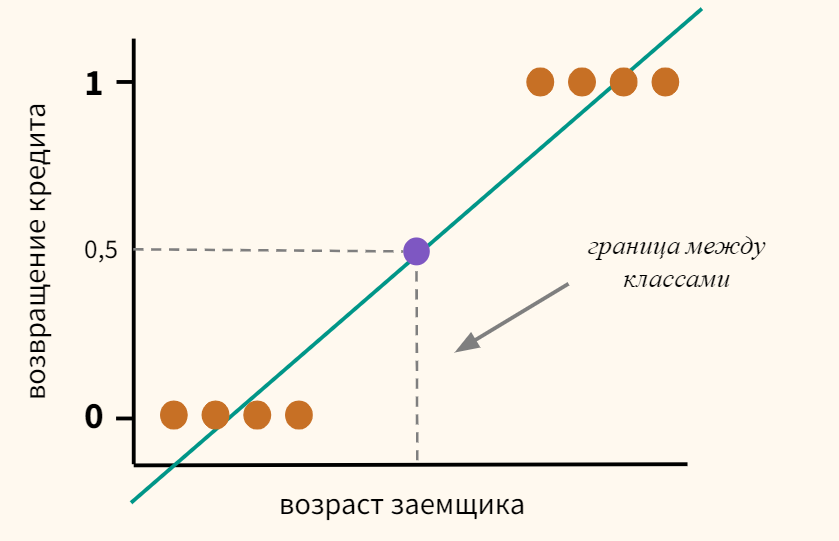 1
возвращение кредита
0,5
граница между
классами
0
возраст заемщика